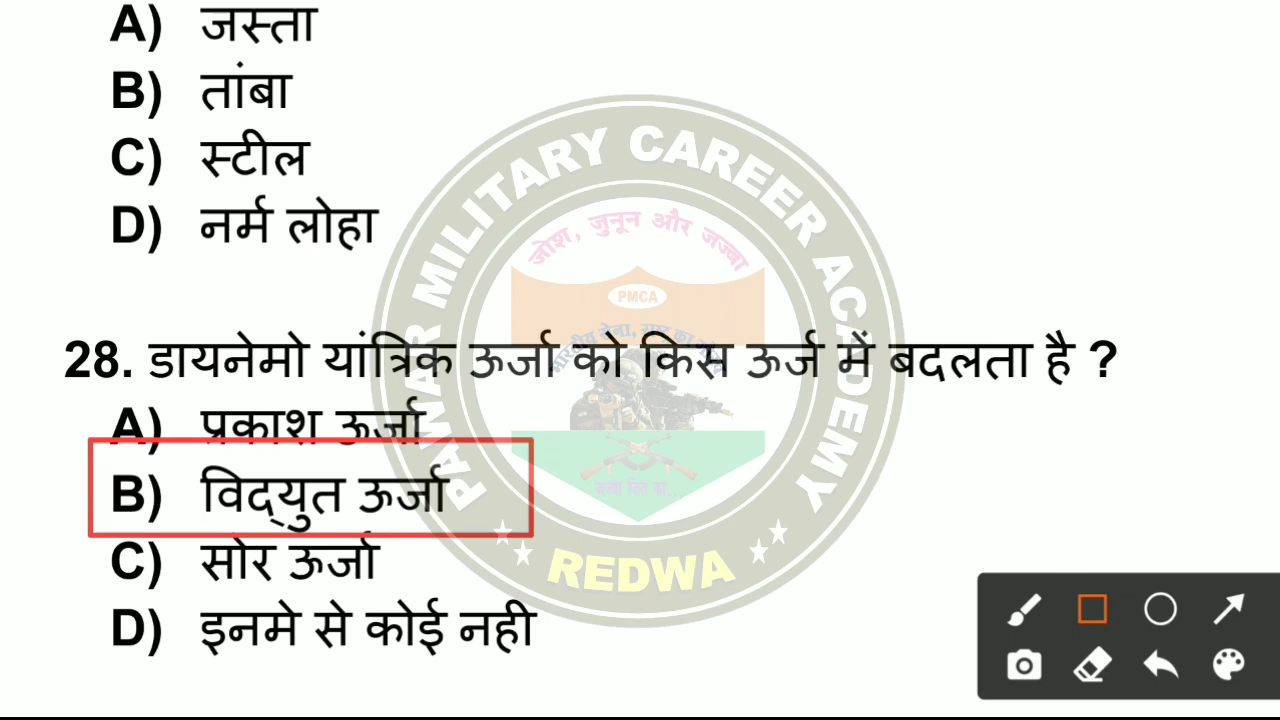 A) जस्ता
B) तांबा
C) स्टील
D) नर्म लोहा
PAWAR MILITARY CAREER ACADEMY
जोश, जुनून और जज्बा
PMCA
28. डायनेमो यांत्रिक ऊर्जा को किस ऊर्ज में बदलता है ?
A) प्रकाश ऊर्जा
B) विद्युत ऊर्जा
C) सोर ऊर्जा
D) इनमे से कोई नही
REDWA